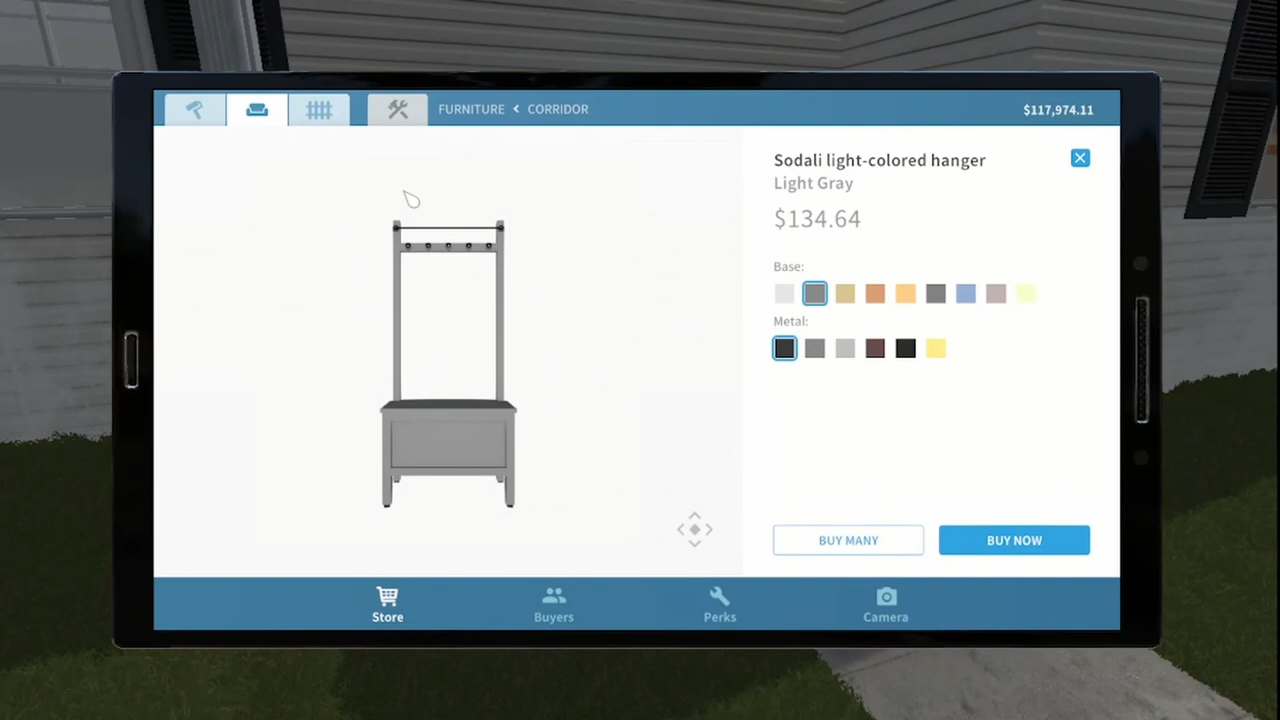 FURNITURE < CORRIDOR
$117,974.11
Sodali light-colored hanger
Light Gray
$134.64
Base:
Metal:
BUY MANY
BUY NOW
Store
Buyers
Perks
Camera